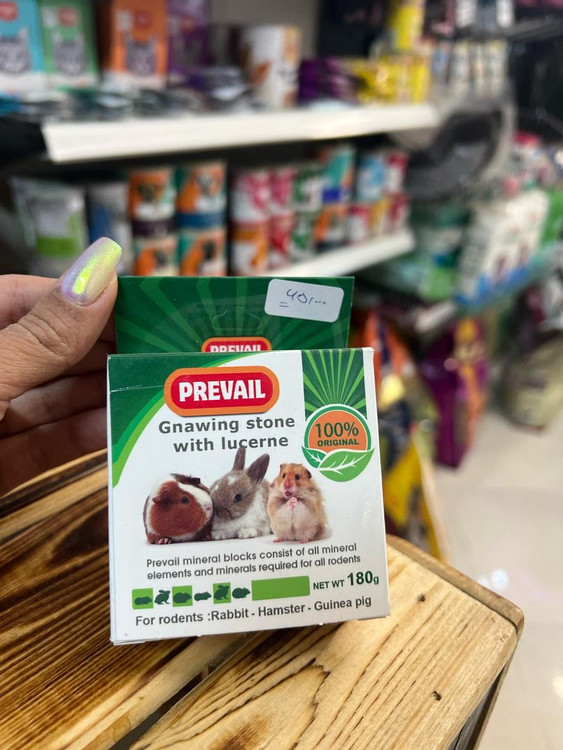 PREVAIL
PREVAIL
Gnawing stone
with lucerne
100%
ORIGINAL
Prevail mineral blocks consist of all mineral
elements and minerals required for all rodents
NET WT 180g
For rodents :Rabbit - Hamster - Guinea pig